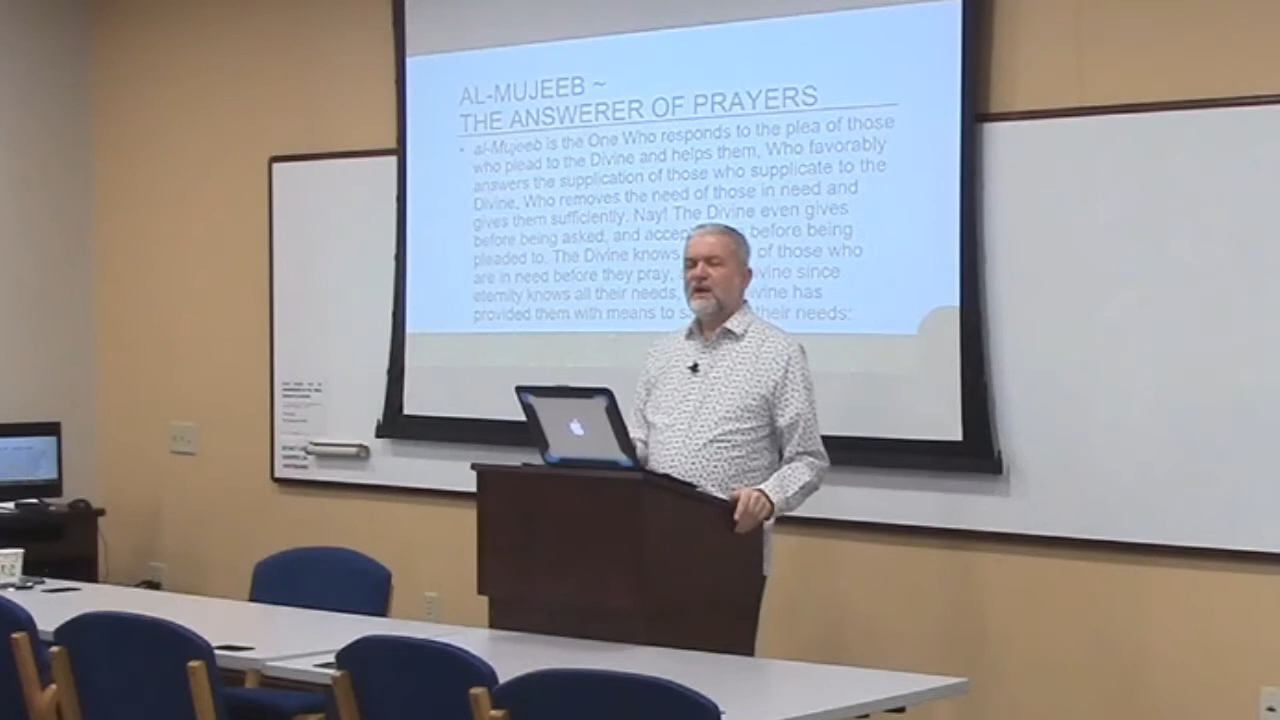 AL-MUJEEB ~
THE ANSWERER OF PRAYERS
• al-Mujeeb is the One Who responds to the plea of those
who plead to the Divine and helps them, Who favorably
answers the supplication of those who supplicate to the
Divine, Who removes the need of those in need and
gives them sufficiently. Nay! The Divine even gives
before being asked, and before being
pleaded to. The Divine knows of those who
are in need before they pray, since
eternity knows all their needs, has
provided them with means to their needs;